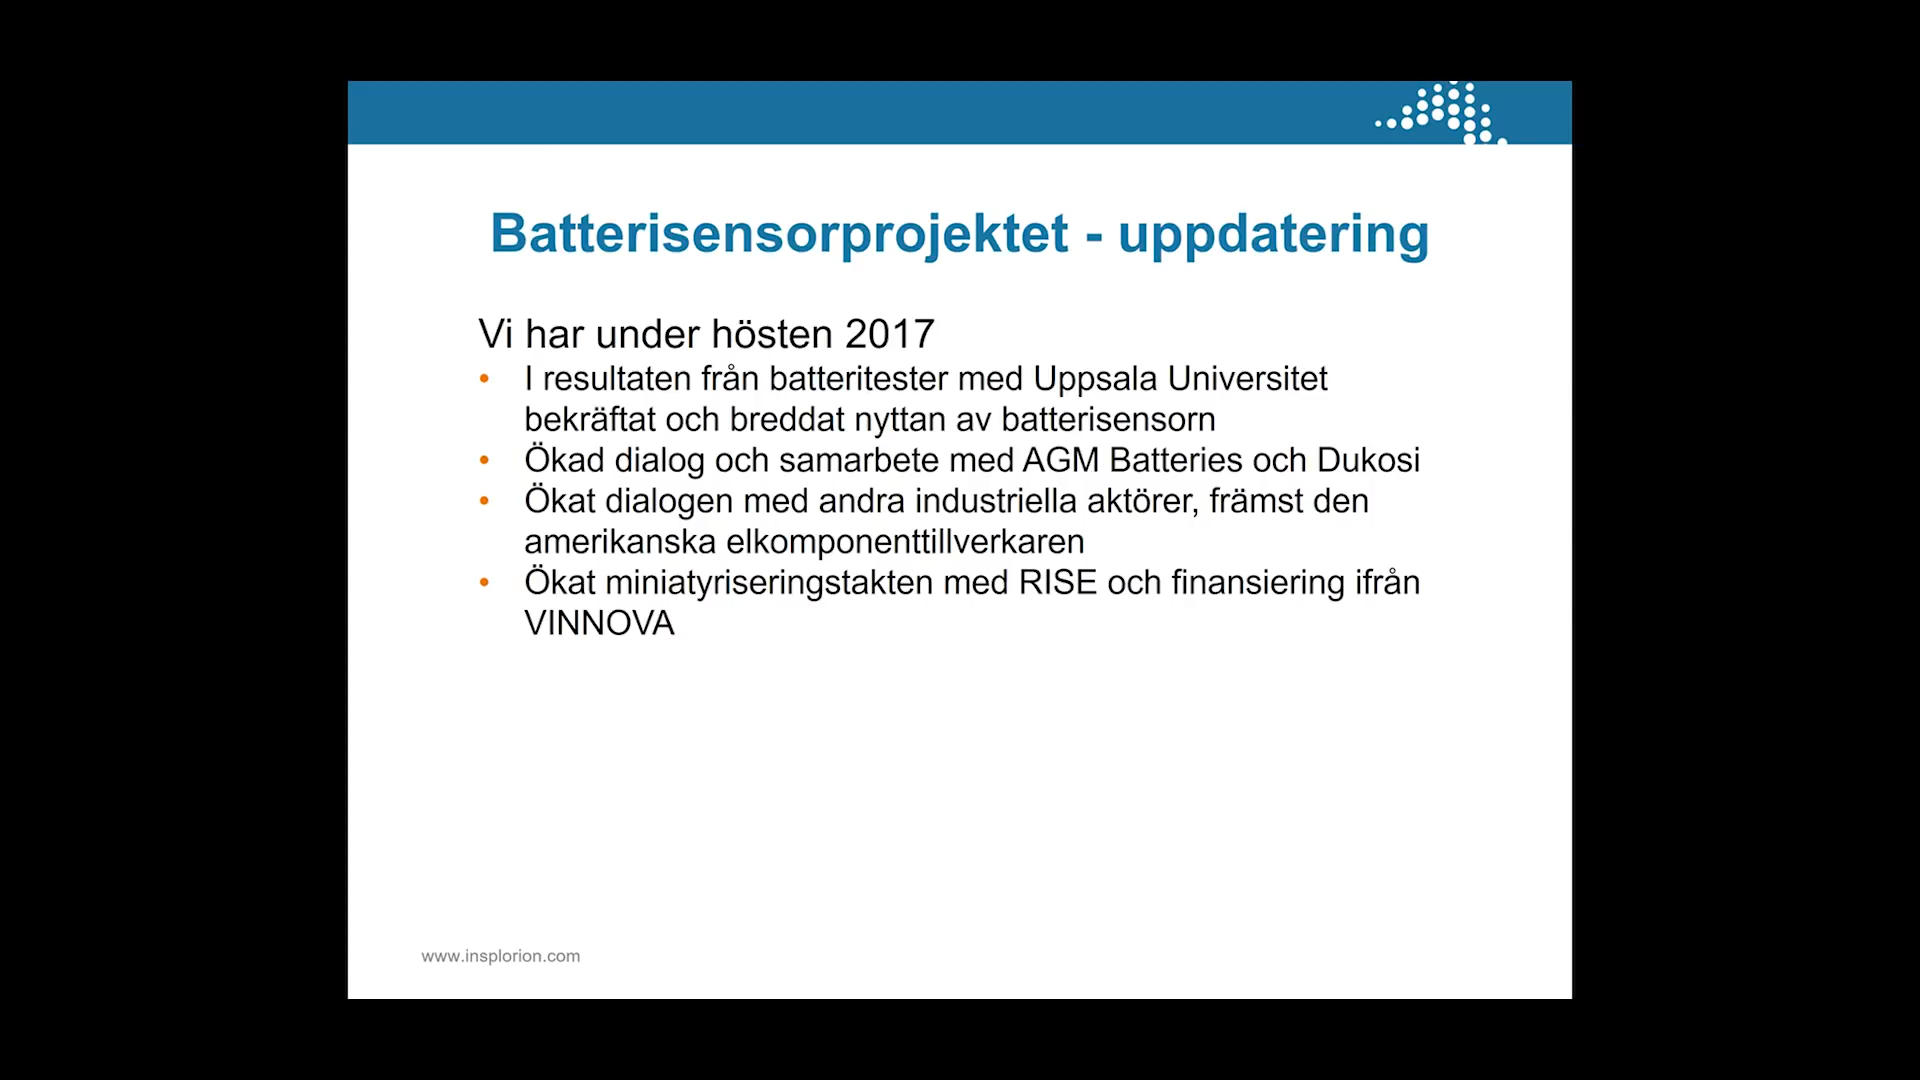 Batterisensorprojektet - uppdatering
Vi har under hösten 2017
• I resultaten från batteritester med Uppsala Universitet
bekräftat och breddat nyttan av batterisensorn
• Ökad dialog och samarbete med AGM Batteries och Dukosi
• Ökat dialogen med andra industriella aktörer, främst den
amerikanska elkomponenttillverkaren
• Ökat miniatyriseringstakten med RISE och finansiering ifrån
VINNOVA
www.insplorion.com